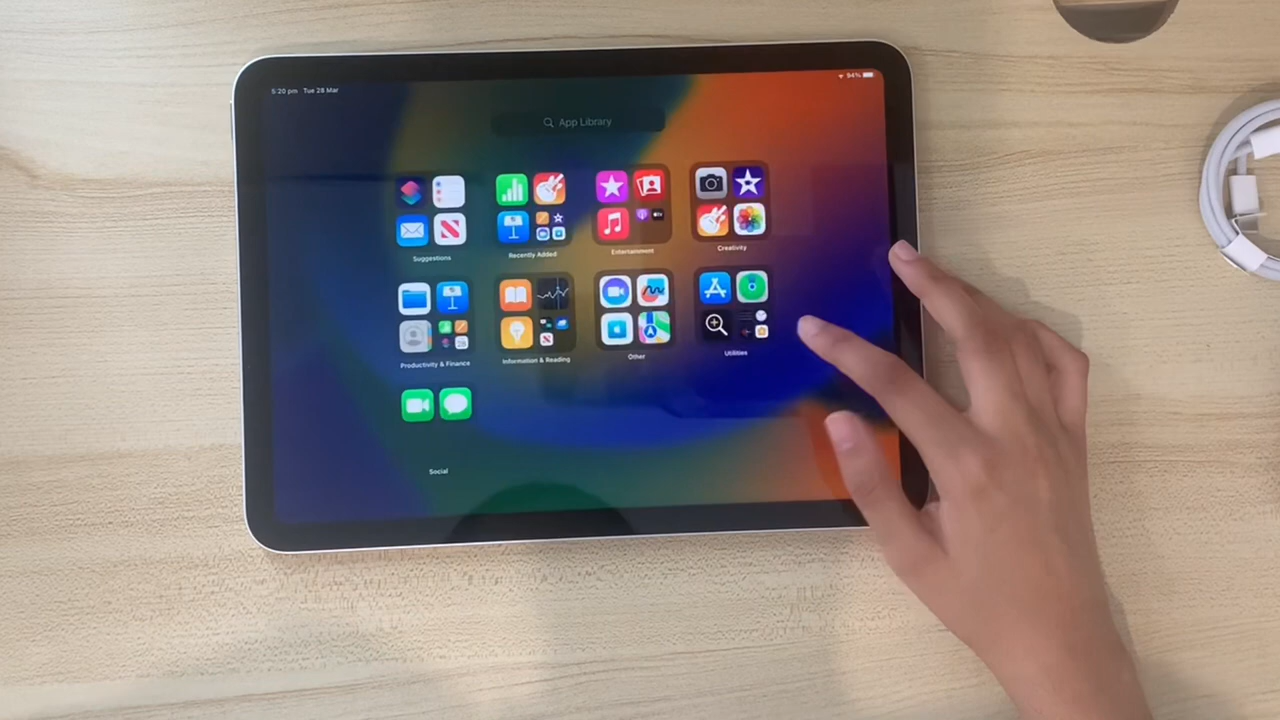 5:20 pm Tue 28 Mar
94%
App Library
Suggestions
Recently Added
Entertainment
Creativity
Productivity & Finance
Information & Reading
Other
Utilities
Social